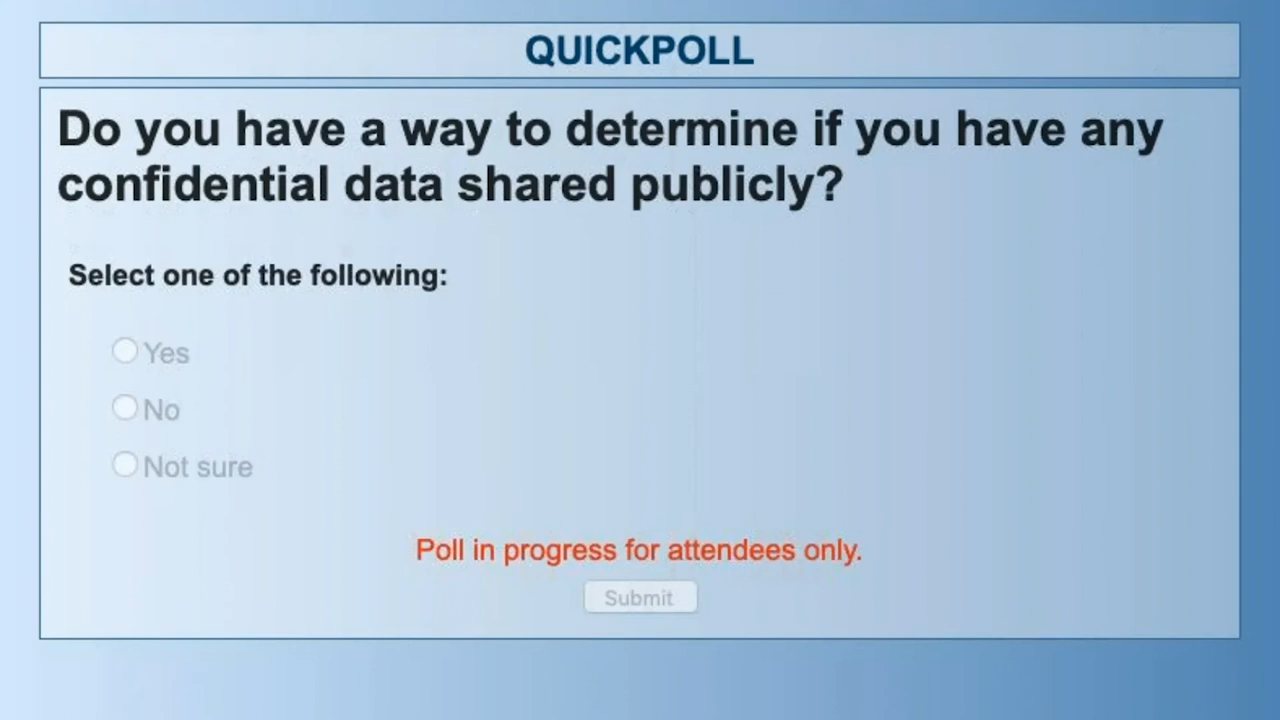 QUICKPOLL
Do you have a way to determine if you have any
confidential data shared publicly?
Select one of the following:
Yes
No
Not sure
Poll in progress for attendees only.
Submit